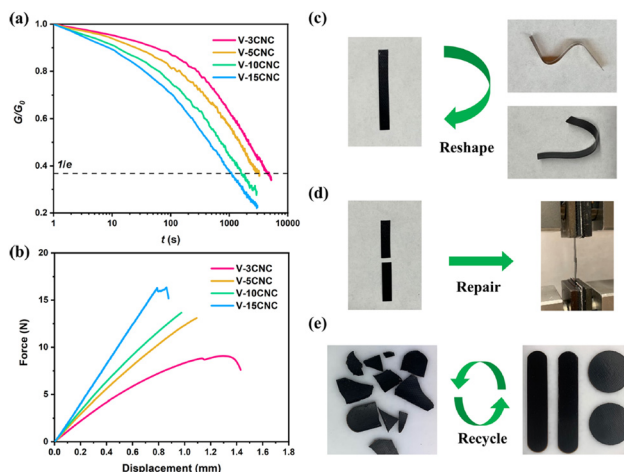 (a)
1.0
0.8
0.6
0.4
0.2
G/G0
1/e
V-3CNC
V-5CNC
V-10CNC
V-15CNC
1
10
100
1000
10000
t (s)
(b)
25
20
15
10
5
0
Force (N)
V-3CNC
V-5CNC
V-10CNC
V-15CNC
0.0
0.2
0.4
0.6
0.8
1.0
1.2
1.4
1.6
1.8
Displacement (mm)
(c)
Reshape
(d)
Repair
(e)
Recycle